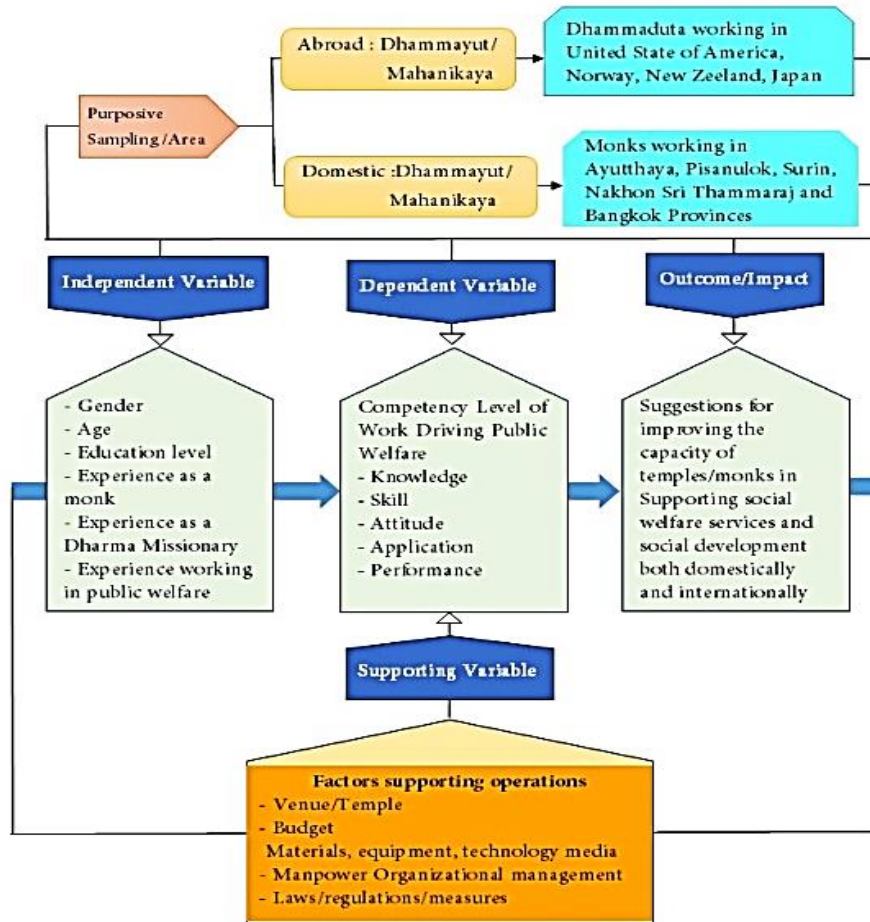 Purposive
Sampling/Area
Abroad : Dhammayut/
Mahanikaya
Dhammaduta working in
United State of America,
Norway, New Zeeland, Japan
Domestic :Dhammayut/
Mahanikaya
Monks working in
Ayutthaya, Pisanulok, Surin,
Nakhon Sri Thammaraj and
Bangkok Provinces
Independent Variable
Dependent Variable
Outcome/Impact
- Gender
- Age
- Education level
- Experience as a
monk
- Experience as a
Dharma Missionary
- Experience working
in public welfare
Competency Level of
Work Driving Public
Welfare
- Knowledge
- Skill
- Attitude
- Application
- Performance
Suggestions for
improving the
capacity of
temples/monks in
Supporting social
welfare services and
social development
both domestically
and internationally
Supporting Variable
Factors supporting operations
- Venue/Temple
- Budget
Materials, equipment, technology media
- Manpower Organizational management
- Laws/regulations/measures